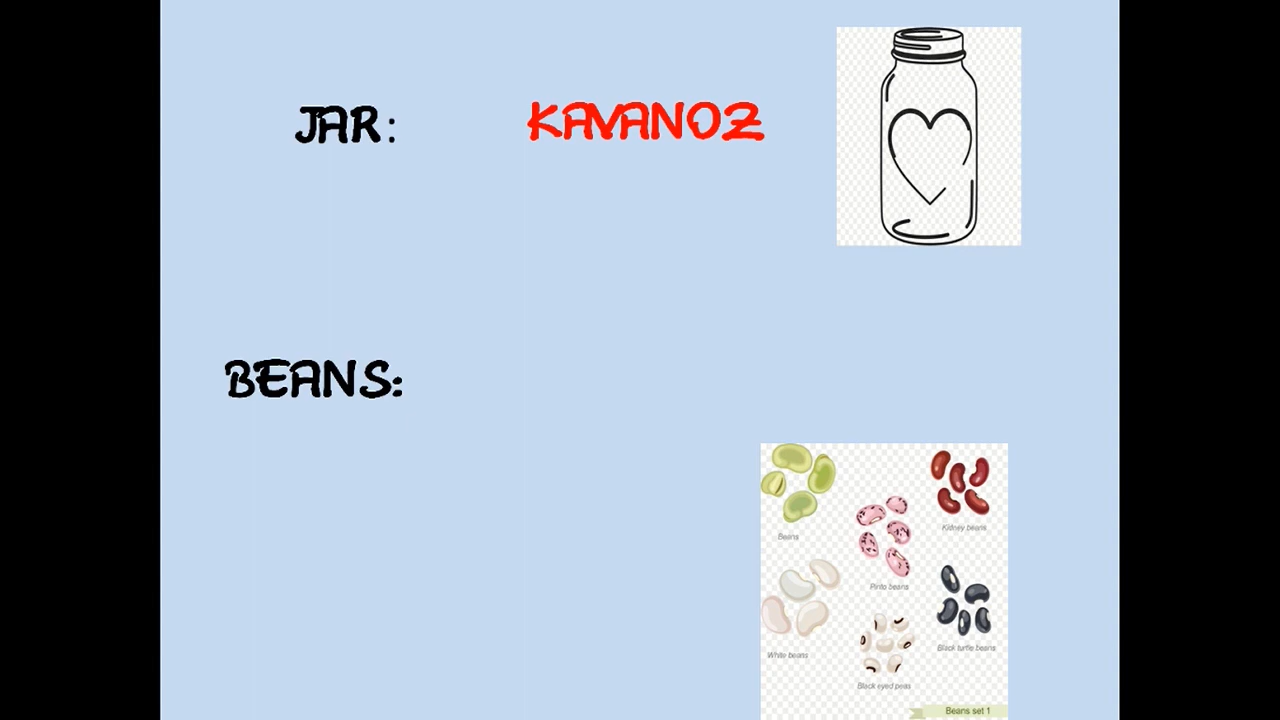 JAR: KAVANOZ
BEANS:
Beans
Kidney beans
Pinto beans
White beans
Black turtle beans
Black eyed peas
Beans set 1